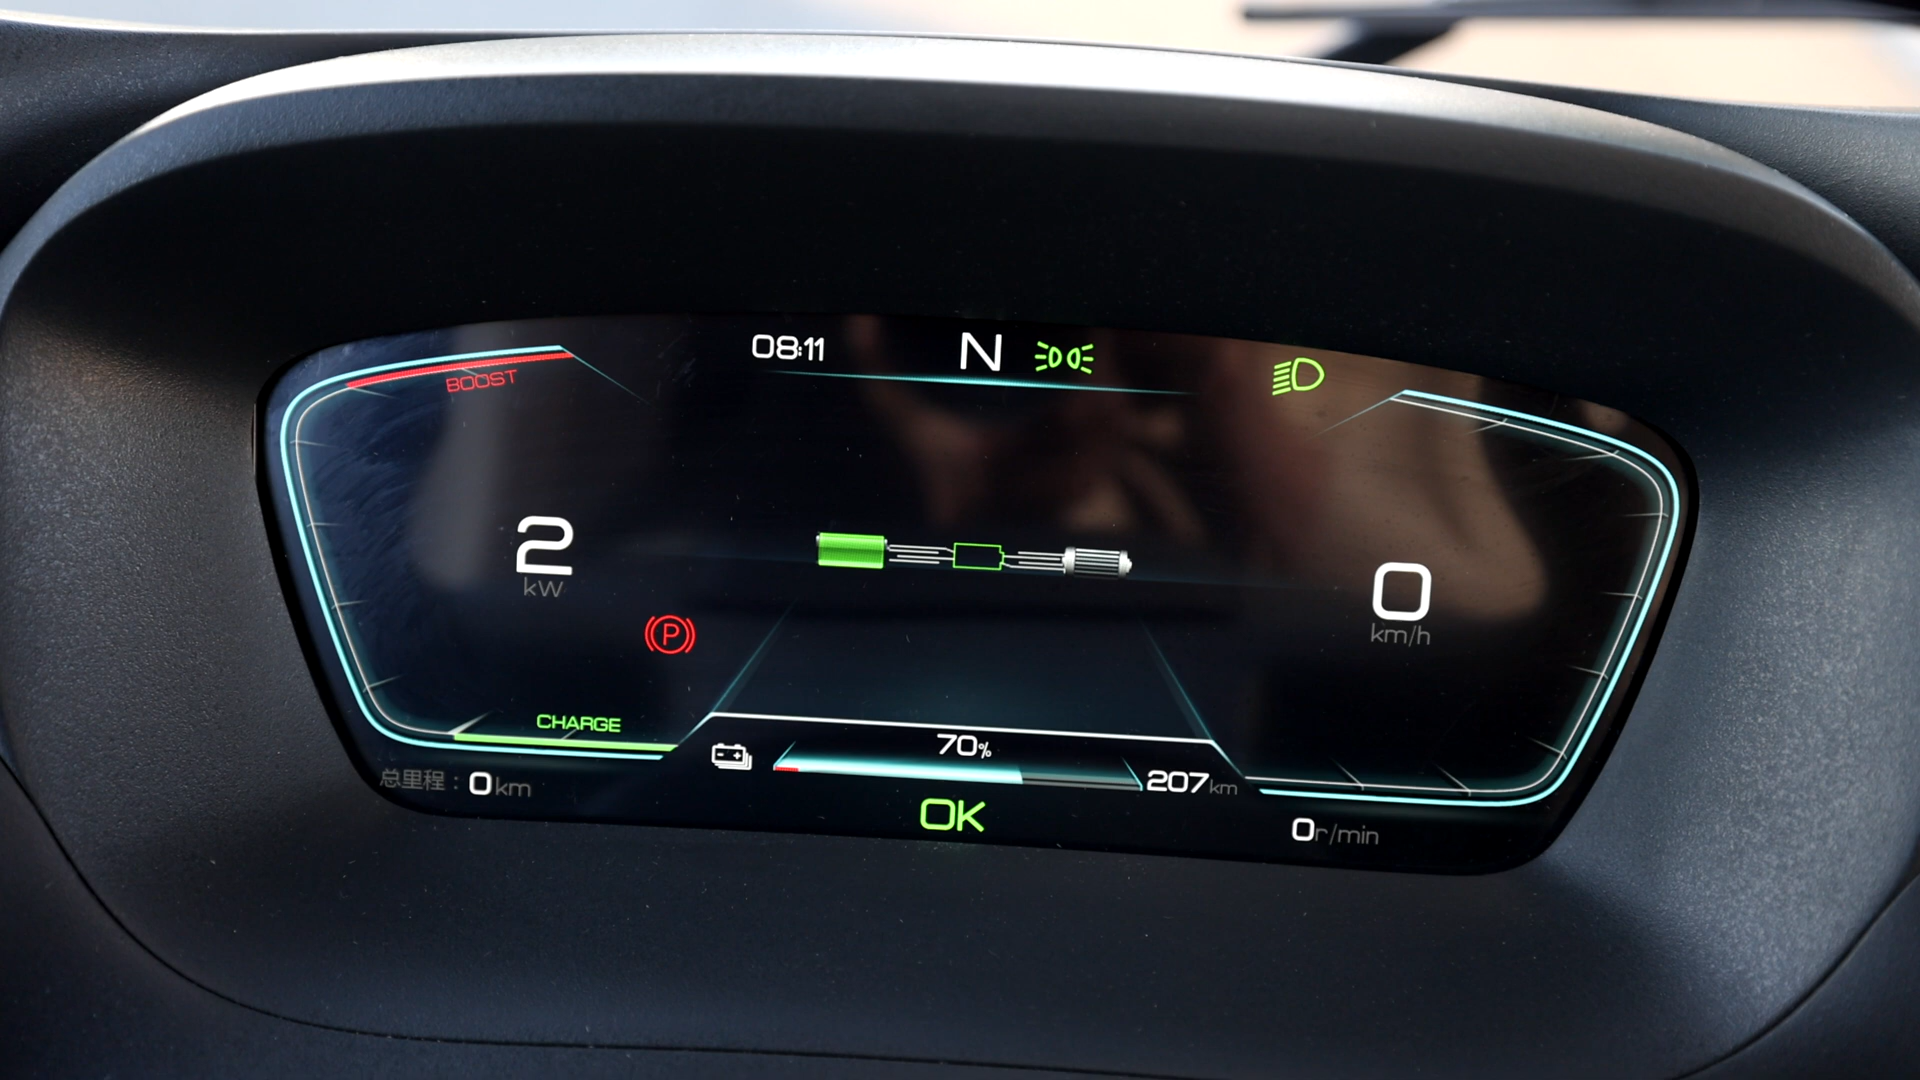 08:11 N
BOOST
2
kW
0
km/h
P
CHARGE
70%
总里程：0km
207km
OK
0r/min